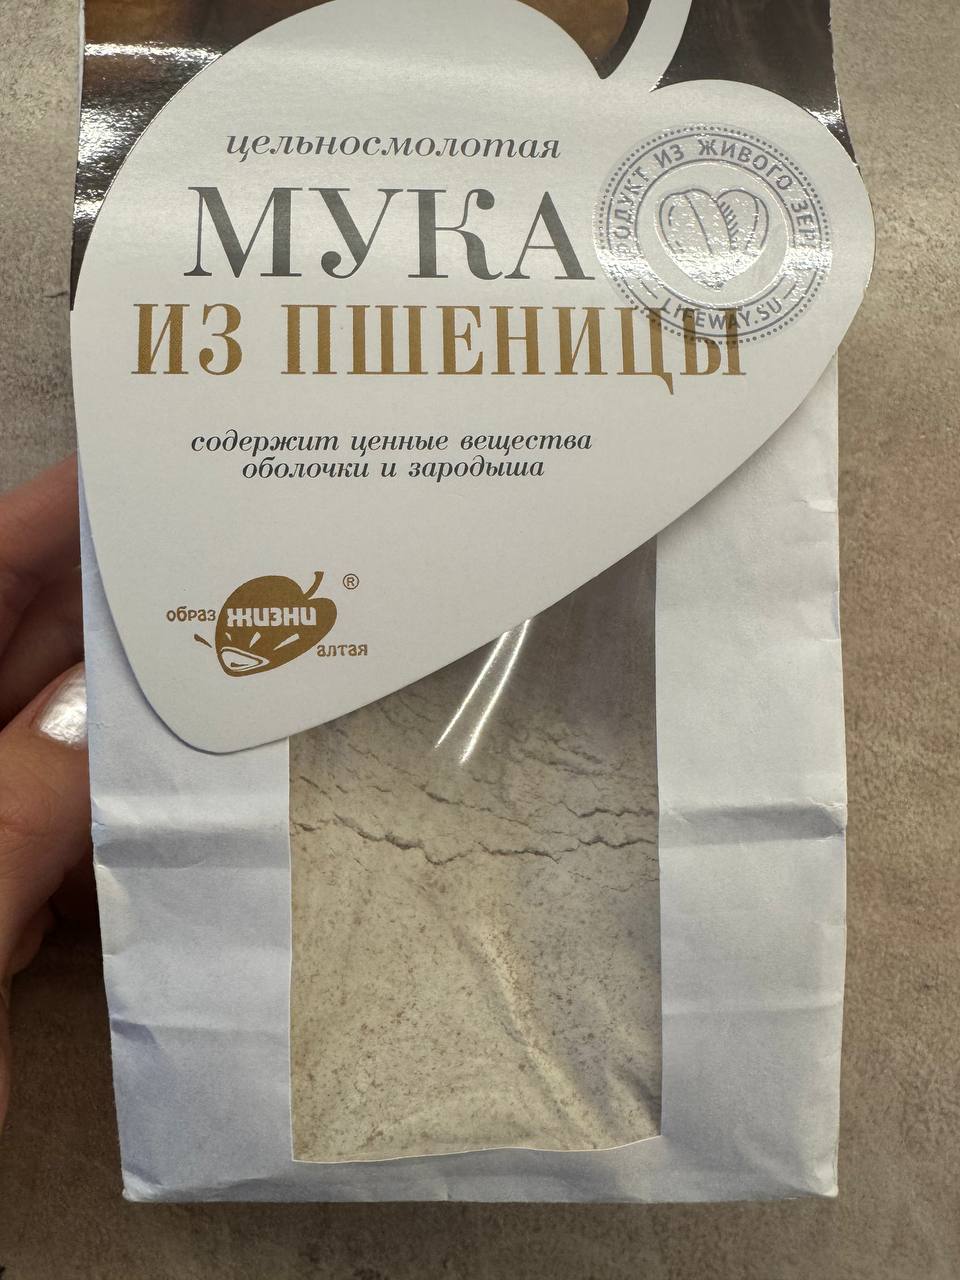 цельносмолотая
МУКА
ИЗ ПШЕНИЦЫ
содержит ценные вещества
оболочки и зародыша
ПРОДУКТ ИЗ ЖИВОГО ЗЕРНА
LIFEWAY.SU
образ ЖИЗНИ ®
алтая